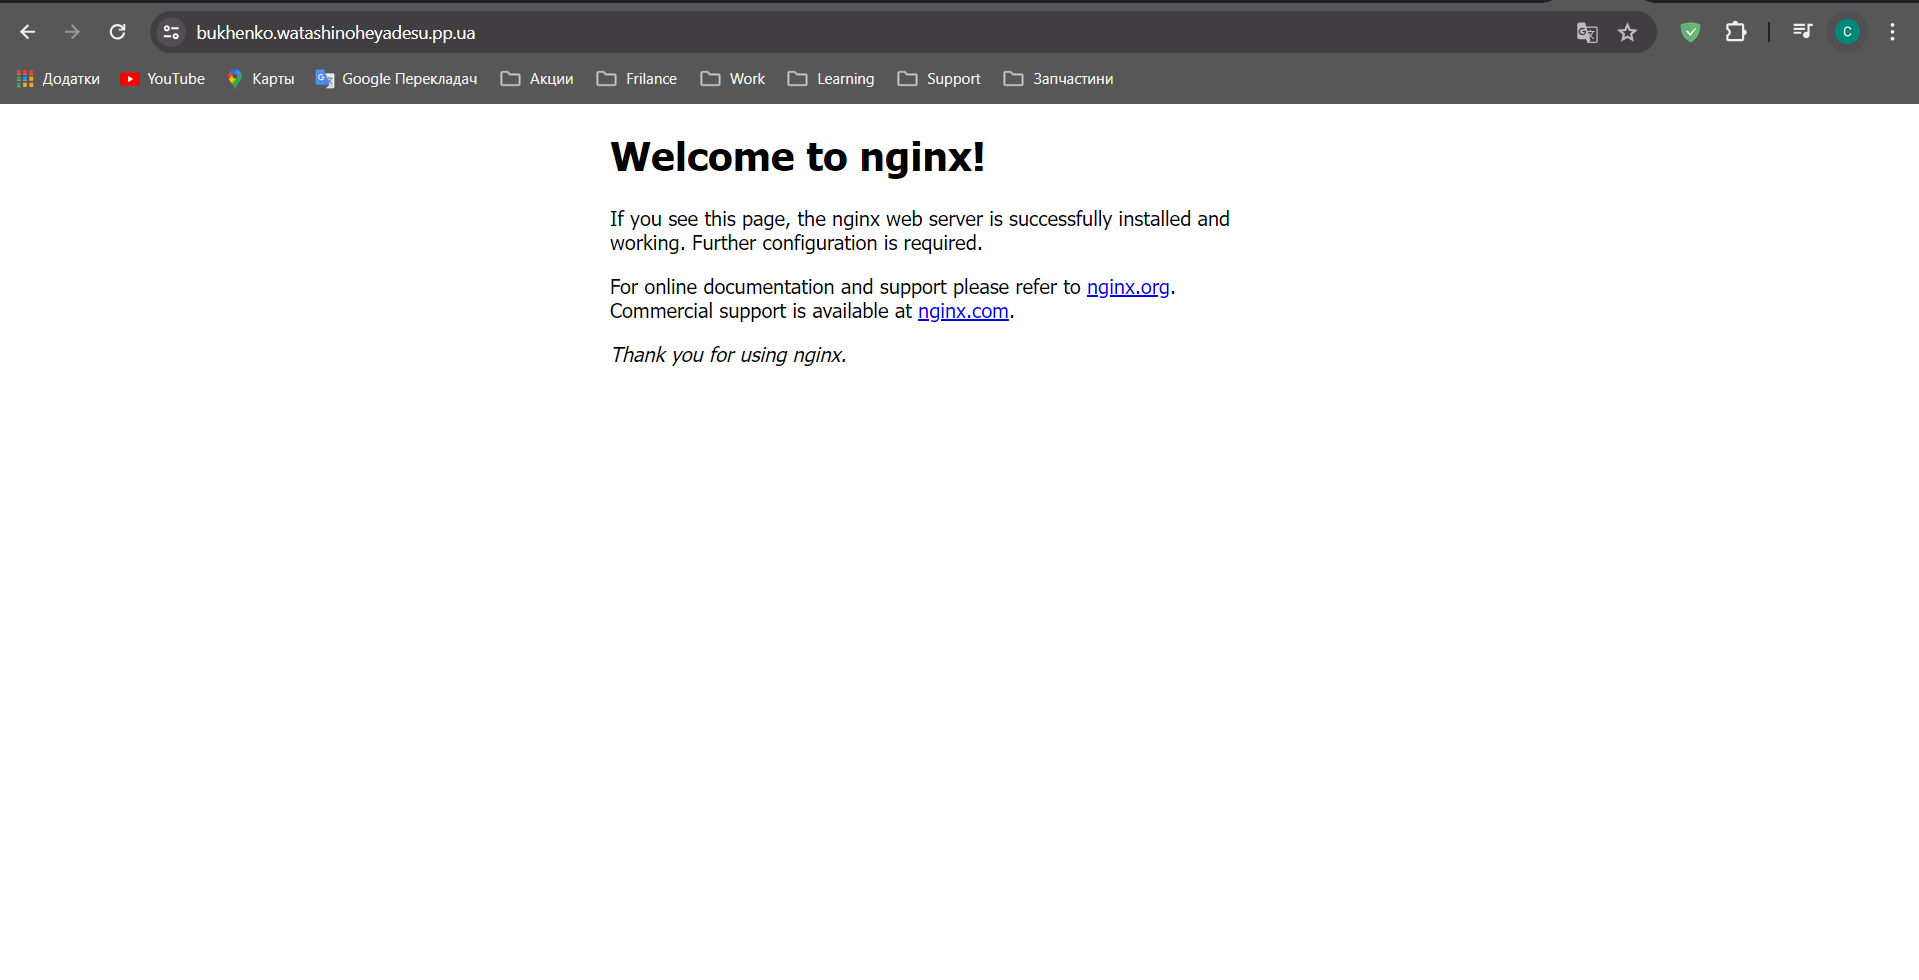 bukhenko.watashinoheyadesu.pp.ua
C
Додатки YouTube Карты Google Перекладач Акции Frilance Work Learning Support Запчастини
Welcome to nginx!
If you see this page, the nginx web server is successfully installed and
working. Further configuration is required.
For online documentation and support please refer to nginx.org.
Commercial support is available at nginx.com.
Thank you for using nginx.